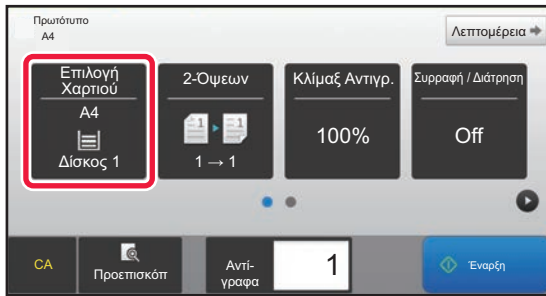 Πρωτότυπο
A4
Λεπτομέρεια
Επιλογή
Χαρτιού
A4
Δίσκος 1
2-Όψεων
1 → 1
Κλίμαξ Αντιγρ.
100%
Συρραφή / Διάτρηση
Off
CA
Προεπισκόπ
Αντί-
γραφα
1
Έναρξη